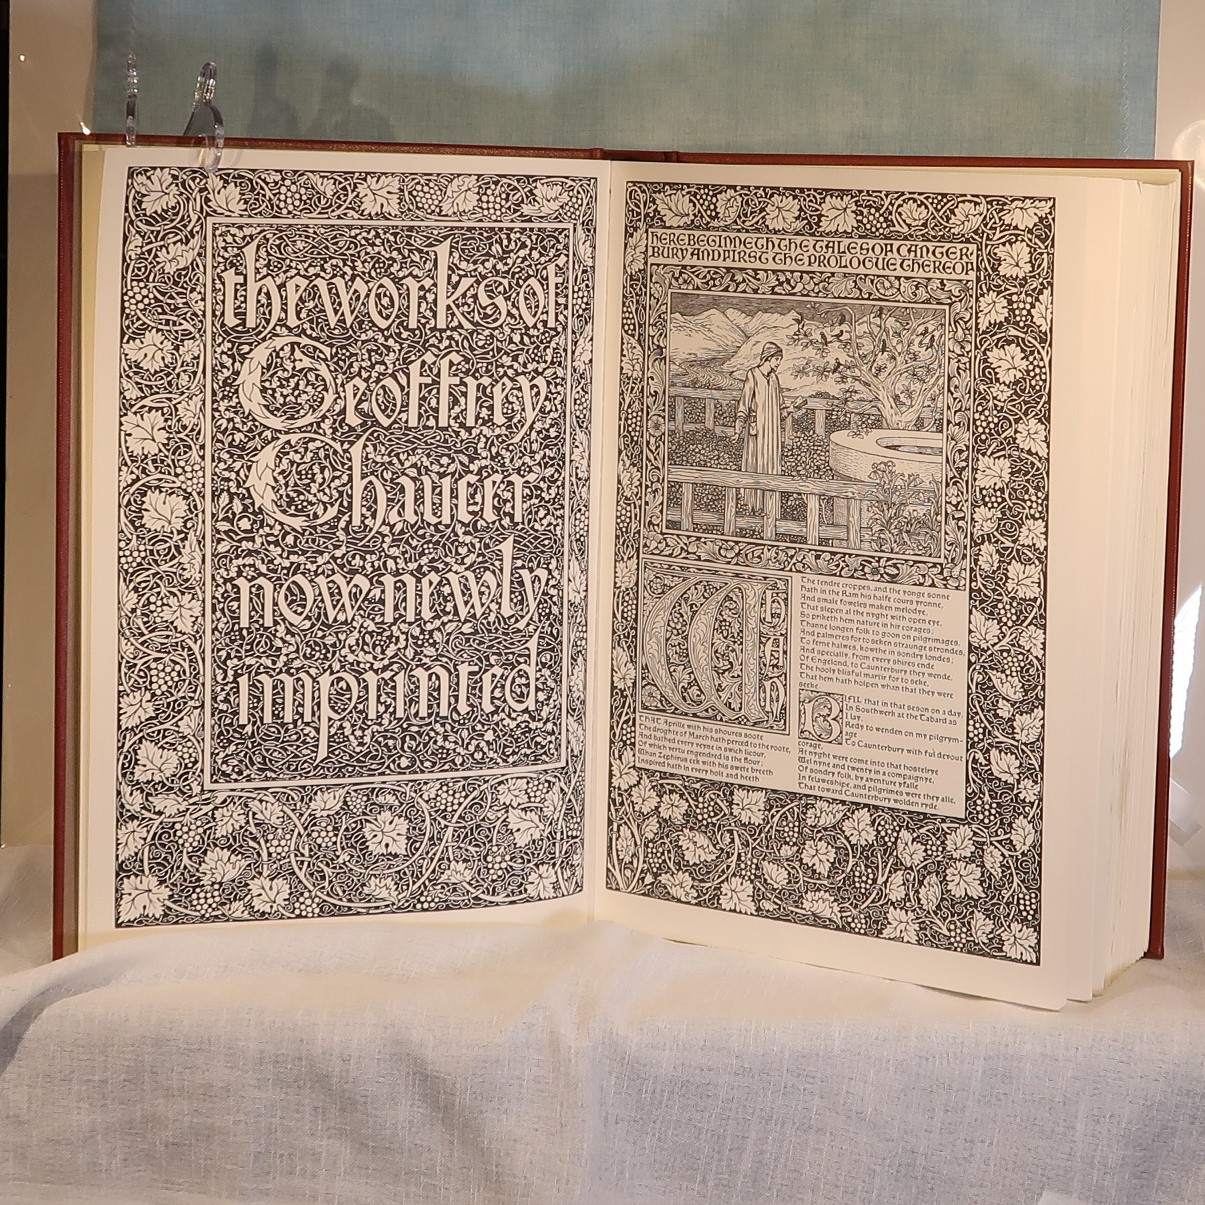 the works of
Geoffrey
Chaucer
now newly
imprinted
HERE BEGINNETH THE TALES OF CANTER
BURY AND FIRST THE PROLOGUE THEREOF
WHAN
THAT Aprille with his shoures soote
The droghte of March hath perced to the roote,
And bathed every veyne in swich licour,
Of which vertu engendred is the flour;
Whan Zephirus eek with his swete breeth
Inspired hath in every holt and heeth
The tendre croppes, and the yonge sonne
Hath in the Ram his halfe cours yronne,
And smale foweles maken melodye,
That slepen al the nyght with open eye,
So priketh hem nature in hir corages;
Thanne longen folk to goon on pilgrimages,
And palmeres for to seken straunge strondes,
To ferne halwes, kowthe in sondry londes;
And specially, from every shires ende
Of Engelond, to Caunterbury they wende,
The hooly blisful martir for to seke,
That hem hath holpen whan that they were
seeke.
BIFIL that in that seson on a day,
In Southwerk at the Tabard as
I lay,
Redy to wenden on my pilgrym-
age
To Caunterbury with ful devout
corage,
At nyght were come into that hostelrye
Wel nyne and twenty in a compaignye,
Of sondry folk, by aventure yfalle
In felaweshipe, and pilgrimes were they alle,
That toward Caunterbury wolden ryde.